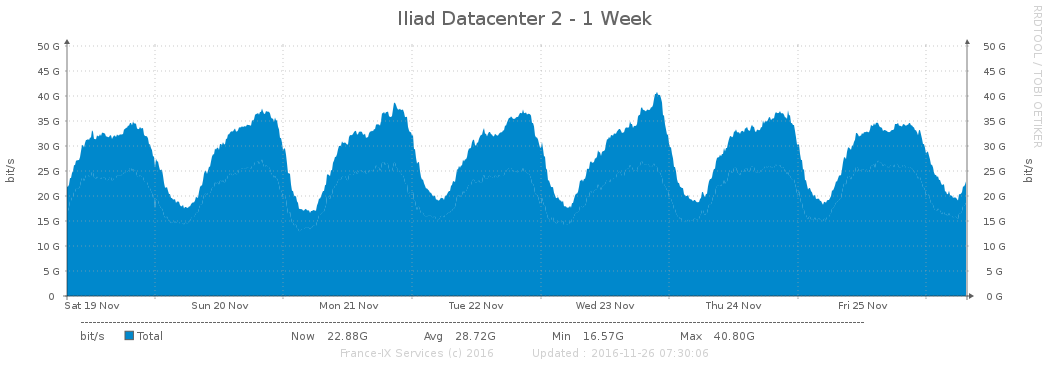 Iliad Datacenter 2 - 1 Week
RRDTOOL / TOBI OETIKER
bit/s
bit/s
50 G 50 G
45 G 45 G
40 G 40 G
35 G 35 G
30 G 30 G
25 G 25 G
20 G 20 G
15 G 15 G
10 G 10 G
5 G 5 G
0 0 G
Sat 19 Nov Sun 20 Nov Mon 21 Nov Tue 22 Nov Wed 23 Nov Thu 24 Nov Fri 25 Nov
bit/s Total Now 22.88G Avg 28.72G Min 16.57G Max 40.80G
France-IX Services (c) 2016 Updated : 2016-11-26 07:30:06